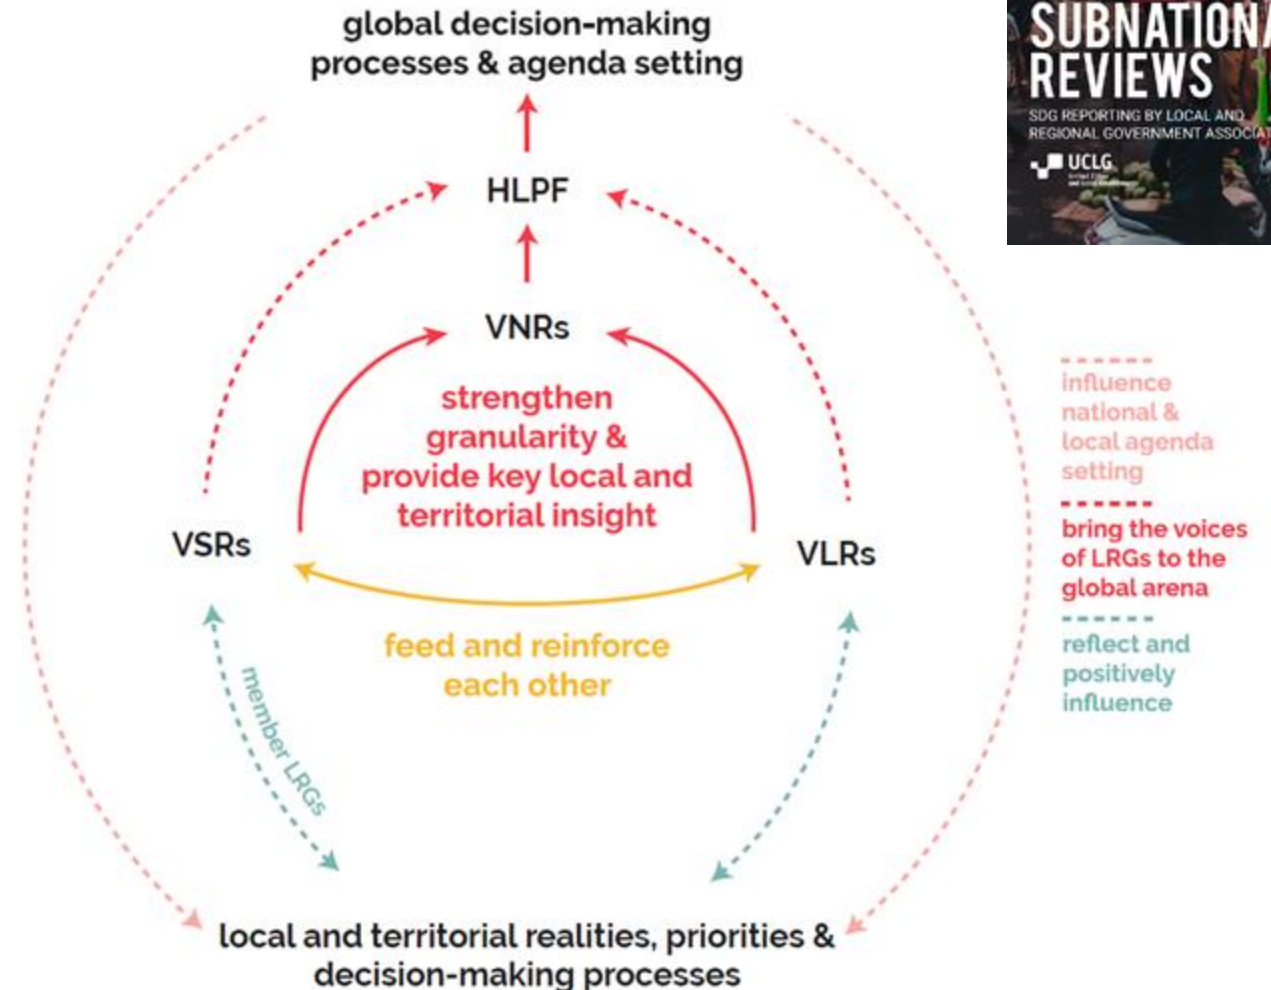 global decision-making
processes & agenda setting
HLPF
VNRs
strengthen
granularity &
provide key local and
territorial insight
VSRs
VLRs
feed and reinforce
each other
member LRGs
local and territorial realities, priorities &
decision-making processes
SUBNATIONA
REVIEWS
SDG REPORTING BY LOCAL AND
REGIONAL GOVERNMENT ASSOCIAT
UCLG
influence
national &
local agenda
setting
bring the voices
of LRGs to the
global arena
reflect and
positively
influence